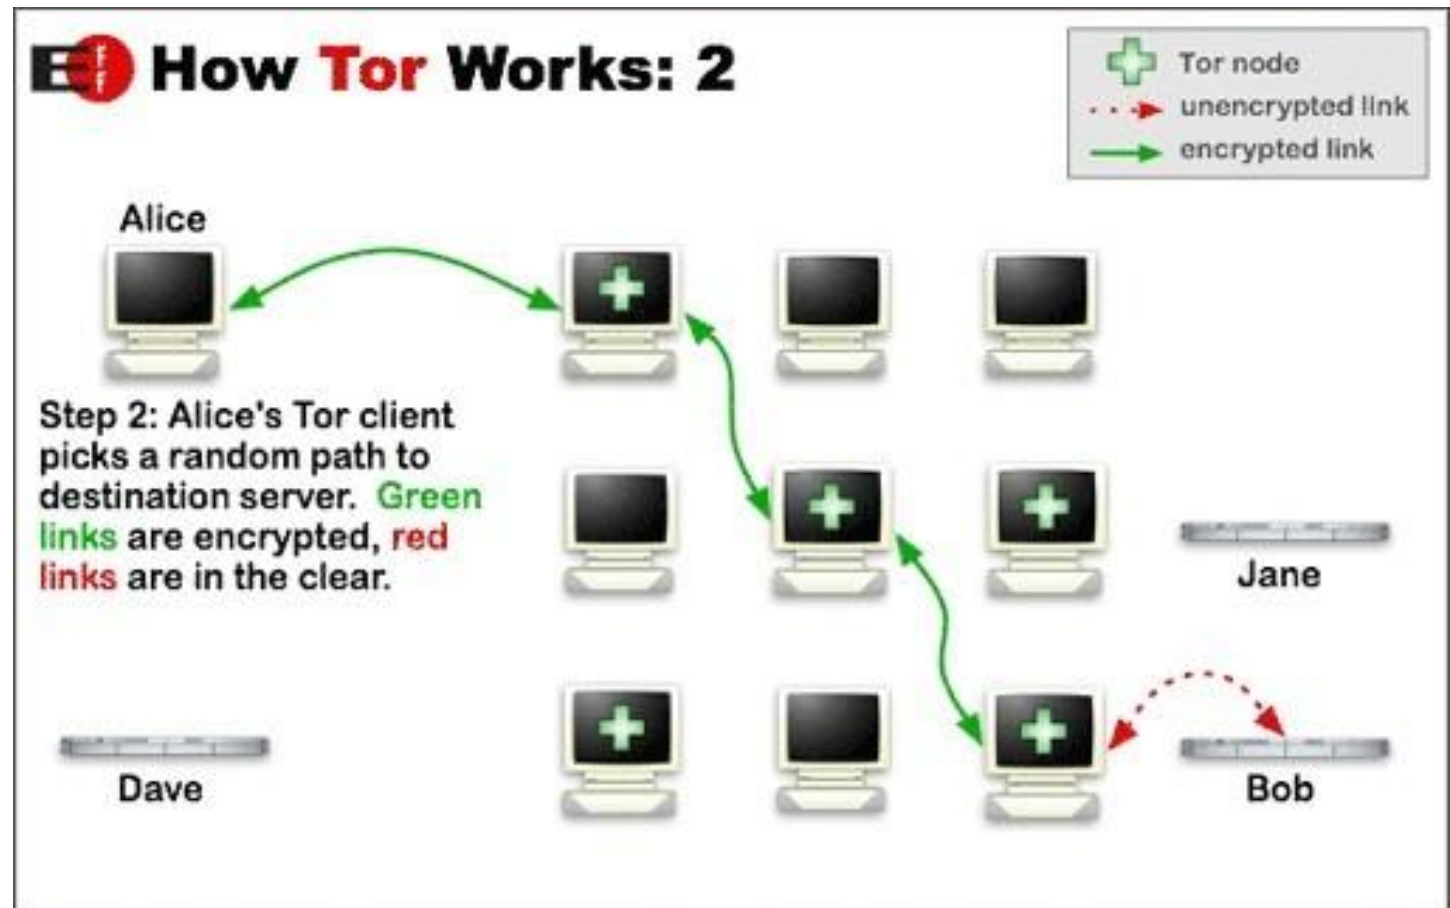 EFF How Tor Works: 2
Tor node
unencrypted link
encrypted link
Alice
Step 2: Alice's Tor client
picks a random path to
destination server. Green
links are encrypted, red
links are in the clear.
Jane
Dave
Bob